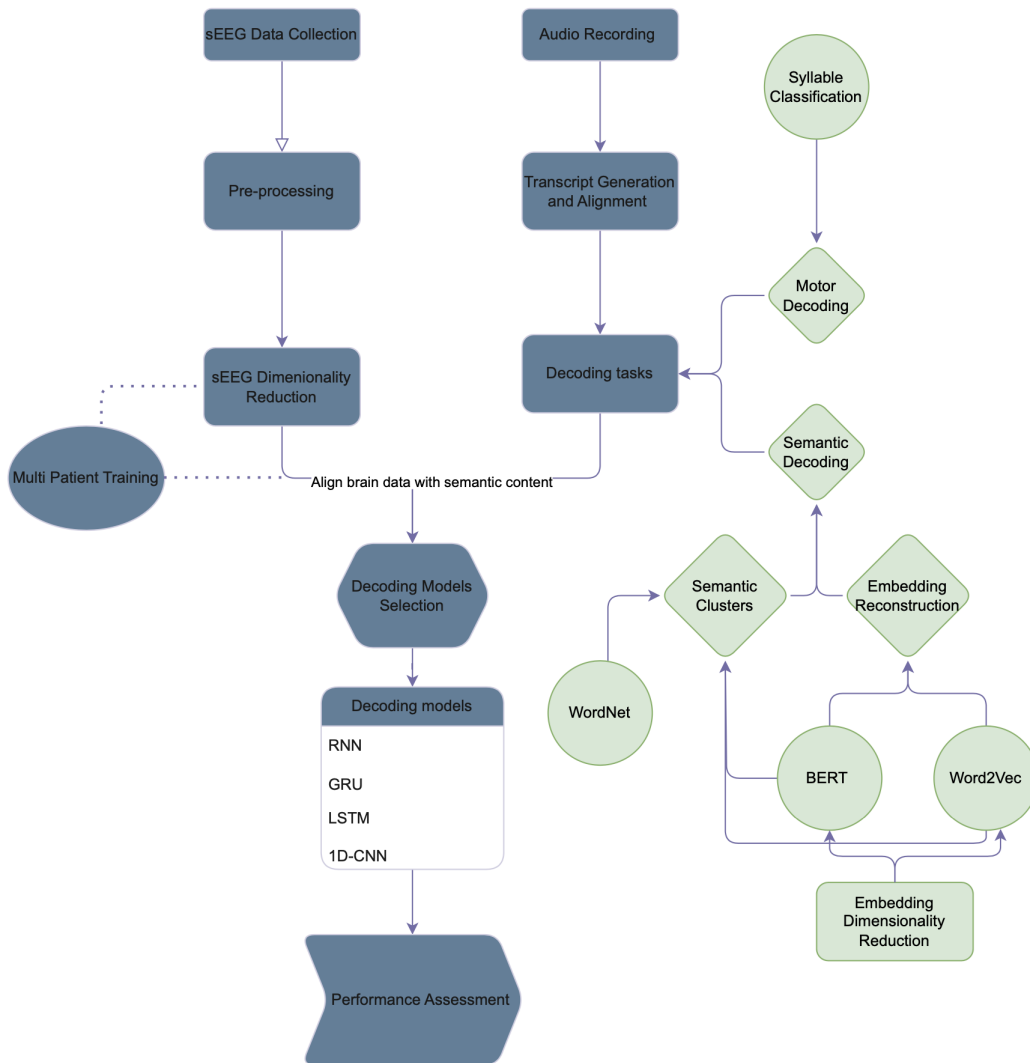 sEEG Data Collection
Audio Recording
Syllable
Classification
Pre-processing
Transcript Generation
and Alignment
Motor
Decoding
sEEG Dimenionality
Reduction
Decoding tasks
Multi Patient Training
Semantic
Decoding
Align brain data with semantic content
Decoding Models
Selection
Semantic
Clusters
Embedding
Reconstruction
WordNet
Decoding models
RNN
GRU
LSTM
1D-CNN
BERT
Word2Vec
Embedding
Dimensionality
Reduction
Performance Assessment